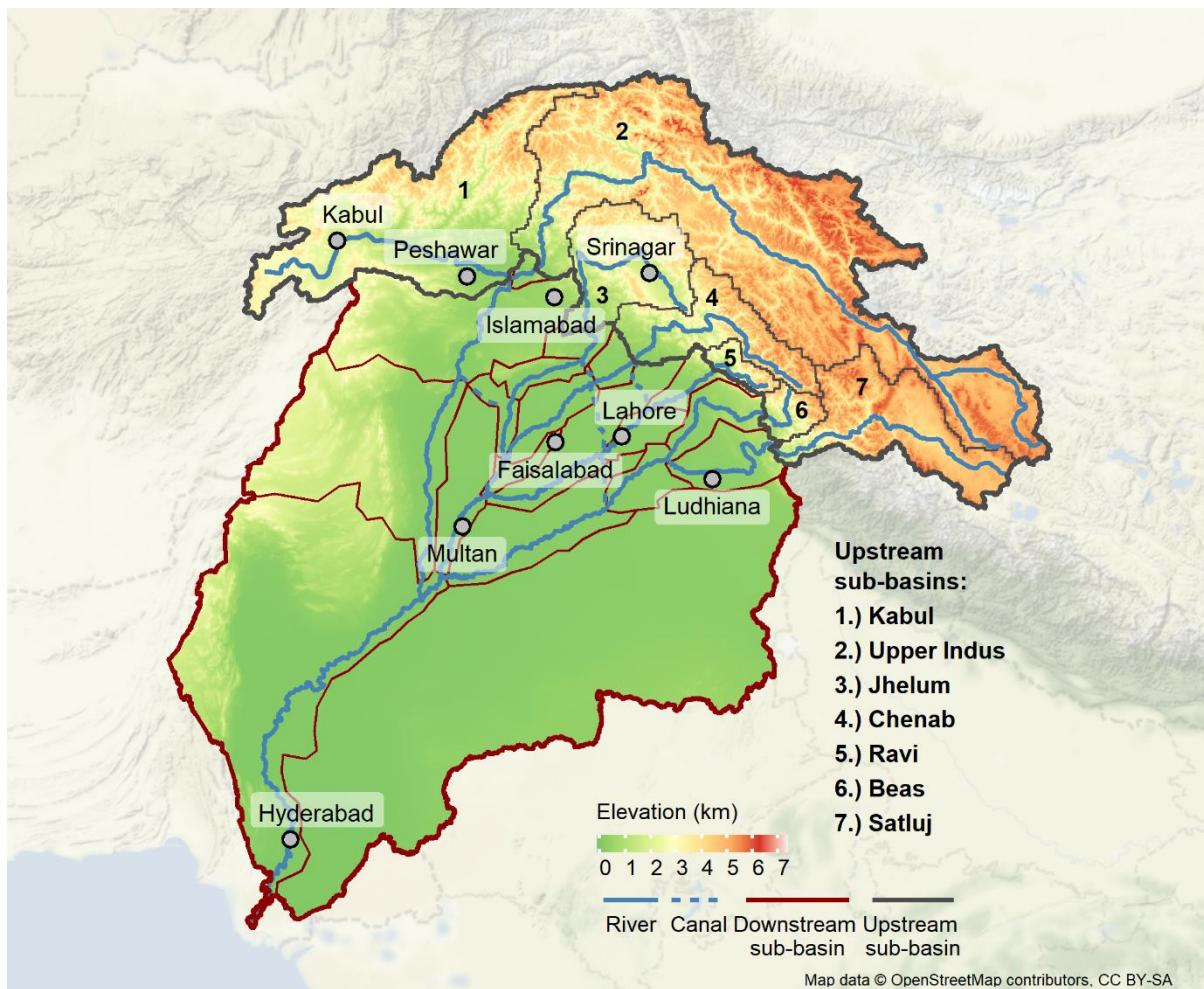 2
1
Kabul
Peshawar
Srinagar
3
4
Islamabad
5
7
6
Lahore
Faisalabad
Ludhiana
Multan
Hyderabad
Upstream
sub-basins:
1.) Kabul
2.) Upper Indus
3.) Jhelum
4.) Chenab
5.) Ravi
6.) Beas
7.) Satluj
Elevation (km)
0 1 2 3 4 5 6 7
River Canal Downstream sub-basin Upstream sub-basin
Map data © OpenStreetMap contributors, CC BY-SA